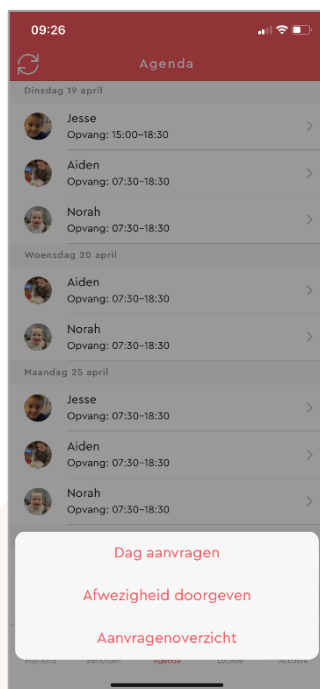 09:26
Agenda
Dinsdag 19 april
Jesse
Opvang: 15:00-18:30
Aiden
Opvang: 07:30-18:30
Norah
Opvang: 07:30-18:30
Woensdag 20 april
Aiden
Opvang: 07:30-18:30
Norah
Opvang: 07:30-18:30
Maandag 25 april
Jesse
Opvang: 07:30-18:30
Aiden
Opvang: 07:30-18:30
Norah
Opvang: 07:30-18:30
Dag aanvragen
Afwezigheid doorgeven
Aanvragenoverzicht
Mijn kind Berichten Agenda Locatie Account